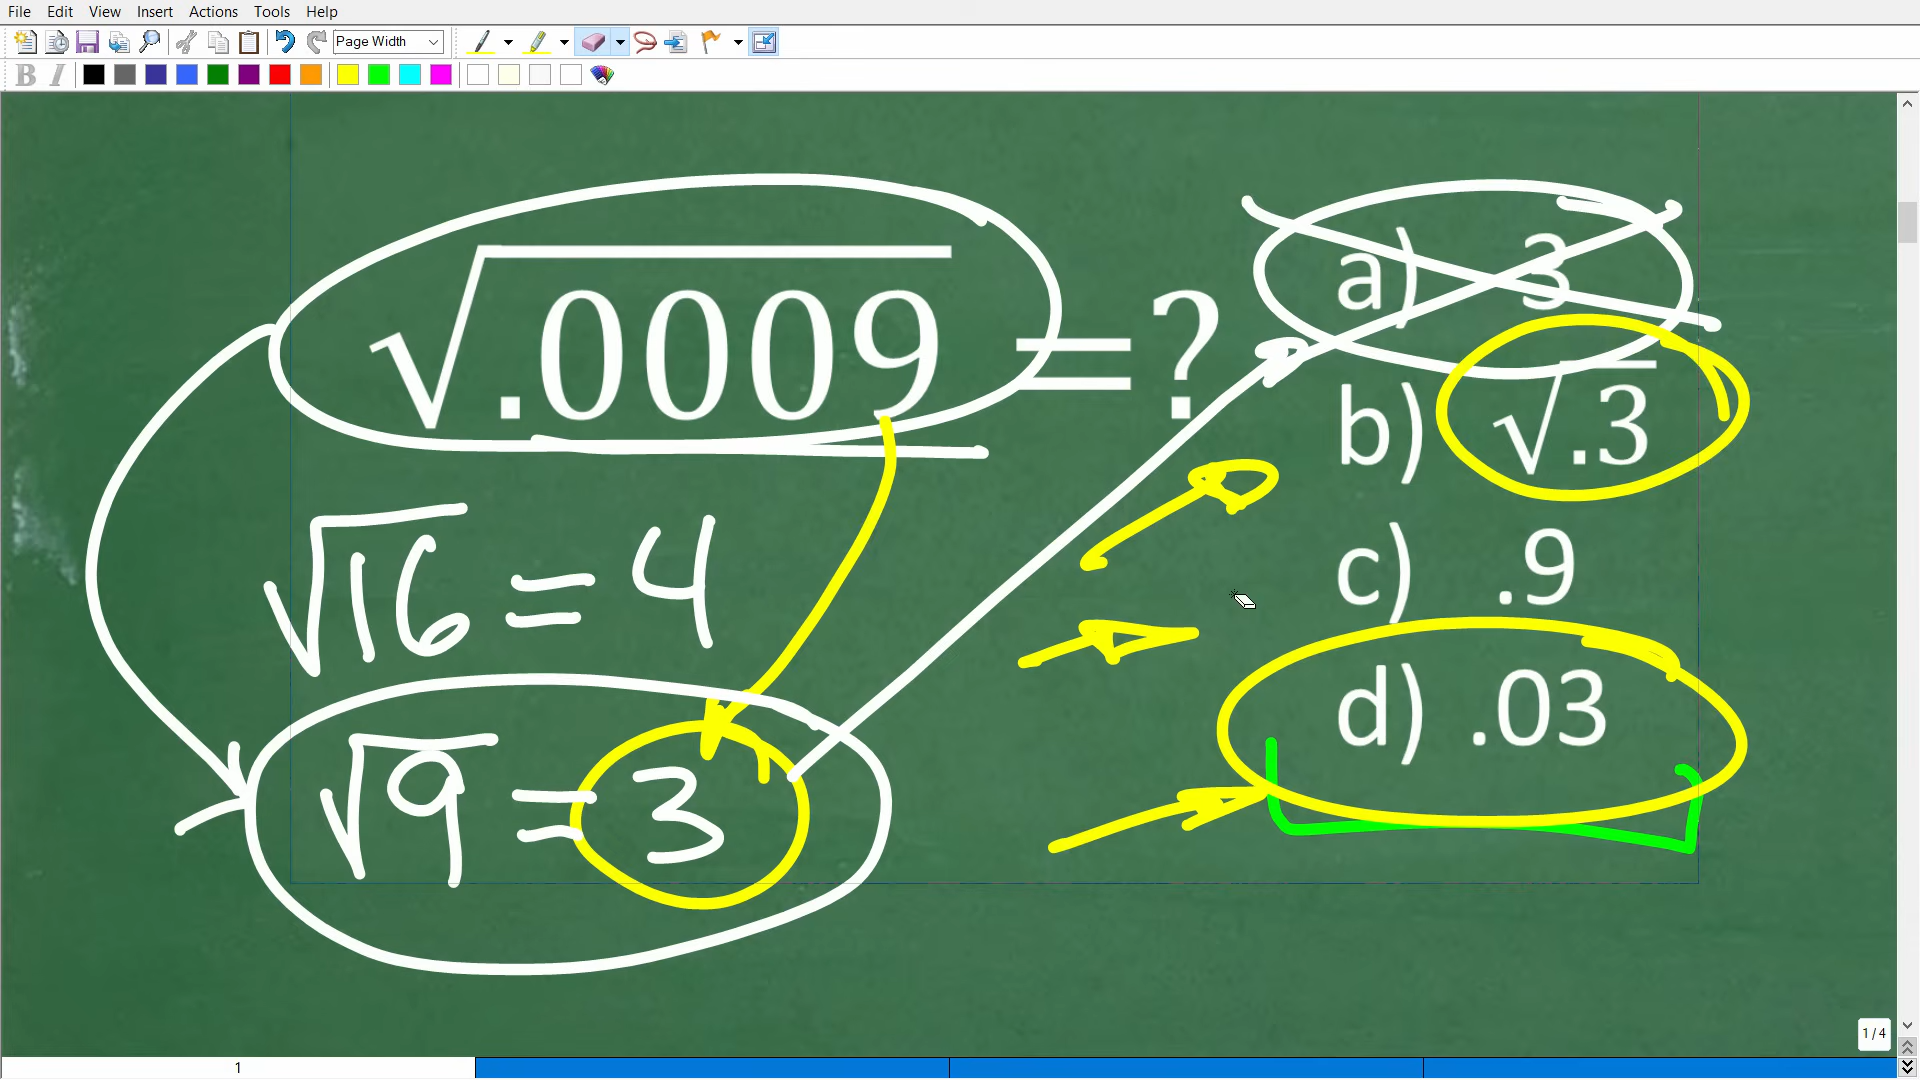 File Edit View Insert Actions Tools Help
Page Width
B I
√.0009 = ?
a) 3
b) √.3
c) .9
d) .03
√16 = 4
√9 = 3
1 / 4
1